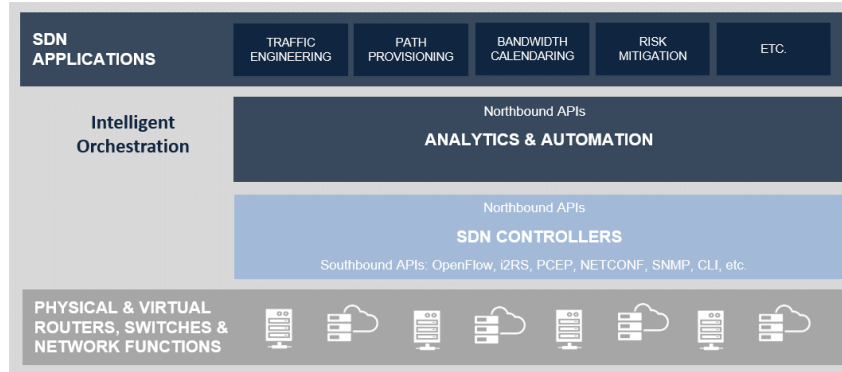 SDN
APPLICATIONS
TRAFFIC
ENGINEERING
PATH
PROVISIONING
BANDWIDTH
CALENDARING
RISK
MITIGATION
ETC.
Intelligent
Orchestration
Northbound APIs
ANALYTICS & AUTOMATION
Northbound APIs
SDN CONTROLLERS
Southbound APIs: OpenFlow, i2RS, PCEP, NETCONF, SNMP, CLI, etc.
PHYSICAL & VIRTUAL
ROUTERS, SWITCHES &
NETWORK FUNCTIONS